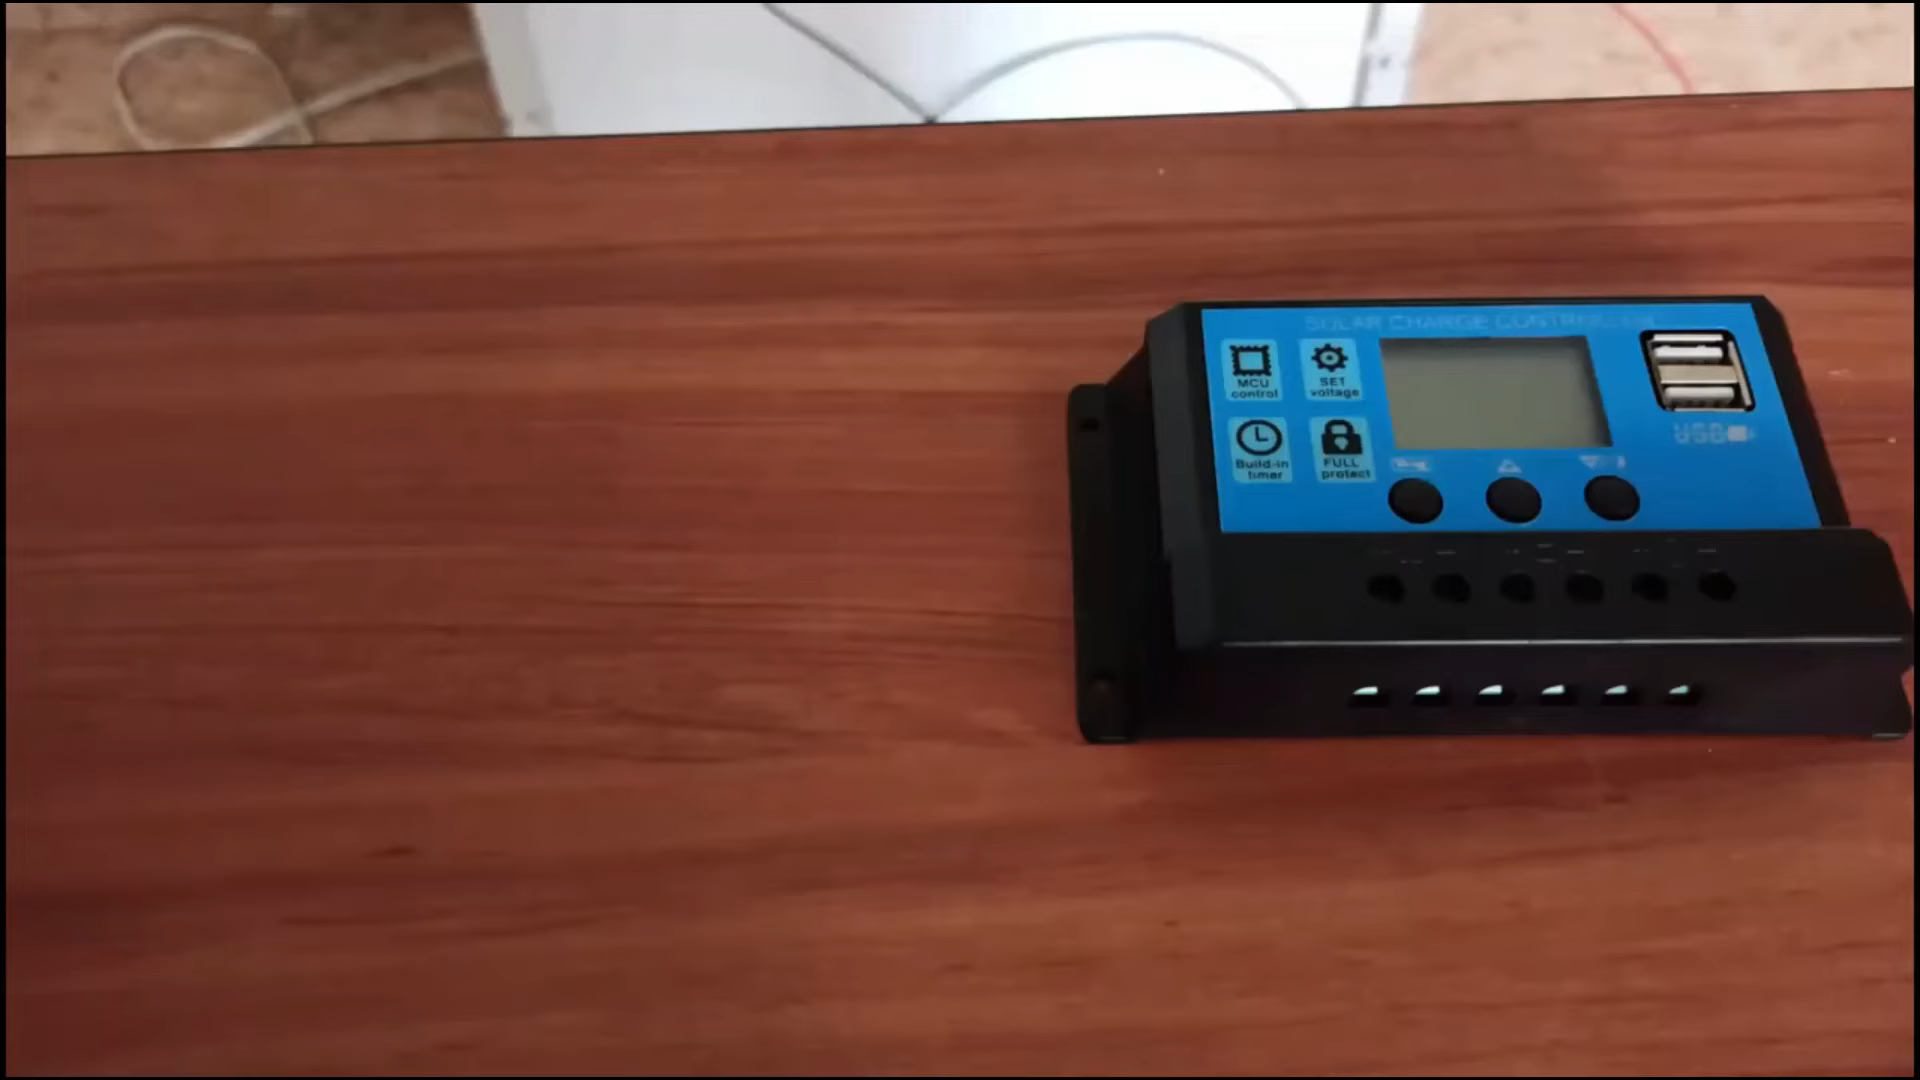 SOLAR CHARGE CONTROLLER
MCU
control
SET
voltage
Build-in
timer
FULL
protect
USB